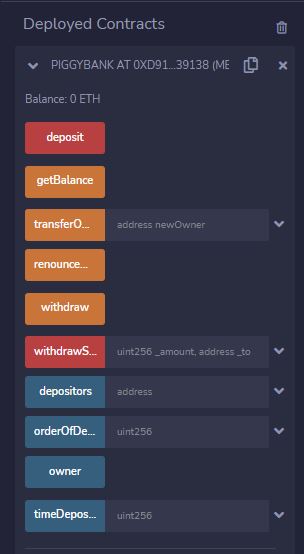 Deployed Contracts
PIGGYBANK AT 0XD91...39138 (ME
Balance: 0 ETH
deposit
getBalance
transferO... address newOwner
renounce...
withdraw
withdrawS... uint256 _amount, address _to
depositors address
orderOfDe... uint256
owner
timeDepos... uint256